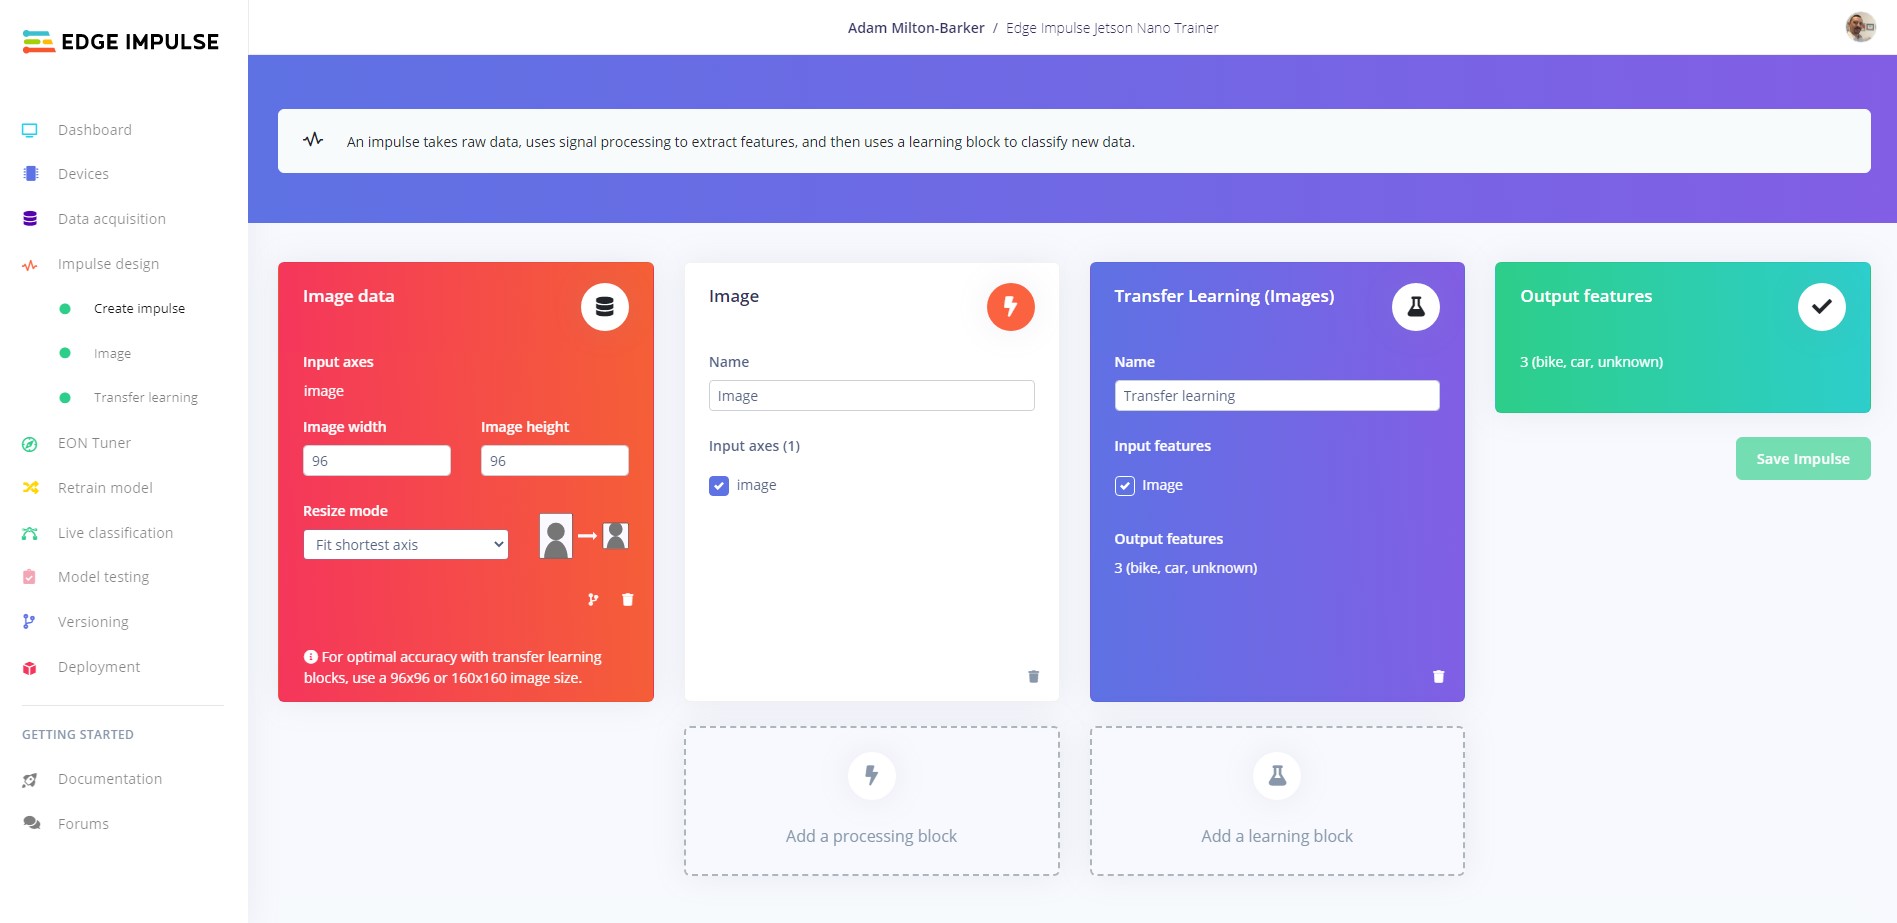 EDGE IMPULSE
Adam Milton-Barker / Edge Impulse Jetson Nano Trainer
Dashboard
Devices
Data acquisition
Impulse design
Create impulse
Image
Transfer learning
EON Tuner
Retrain model
Live classification
Model testing
Versioning
Deployment
GETTING STARTED
Documentation
Forums
An impulse takes raw data, uses signal processing to extract features, and then uses a learning block to classify new data.
Image data
Input axes
image
Image width
Image height
96
96
Resize mode
Fit shortest axis
For optimal accuracy with transfer learning
blocks, use a 96x96 or 160x160 image size.
Image
Name
Image
Input axes (1)
image
Add a processing block
Transfer Learning (Images)
Name
Transfer learning
Input features
Image
Output features
3 (bike, car, unknown)
Add a learning block
Output features
3 (bike, car, unknown)
Save Impulse